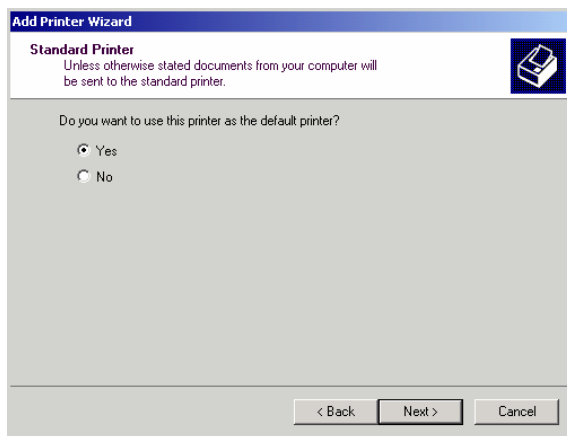 Add Printer Wizard
Standard Printer
Unless otherwise stated documents from your computer will
be sent to the standard printer.
Do you want to use this printer as the default printer?
Yes
No
< Back
Next >
Cancel